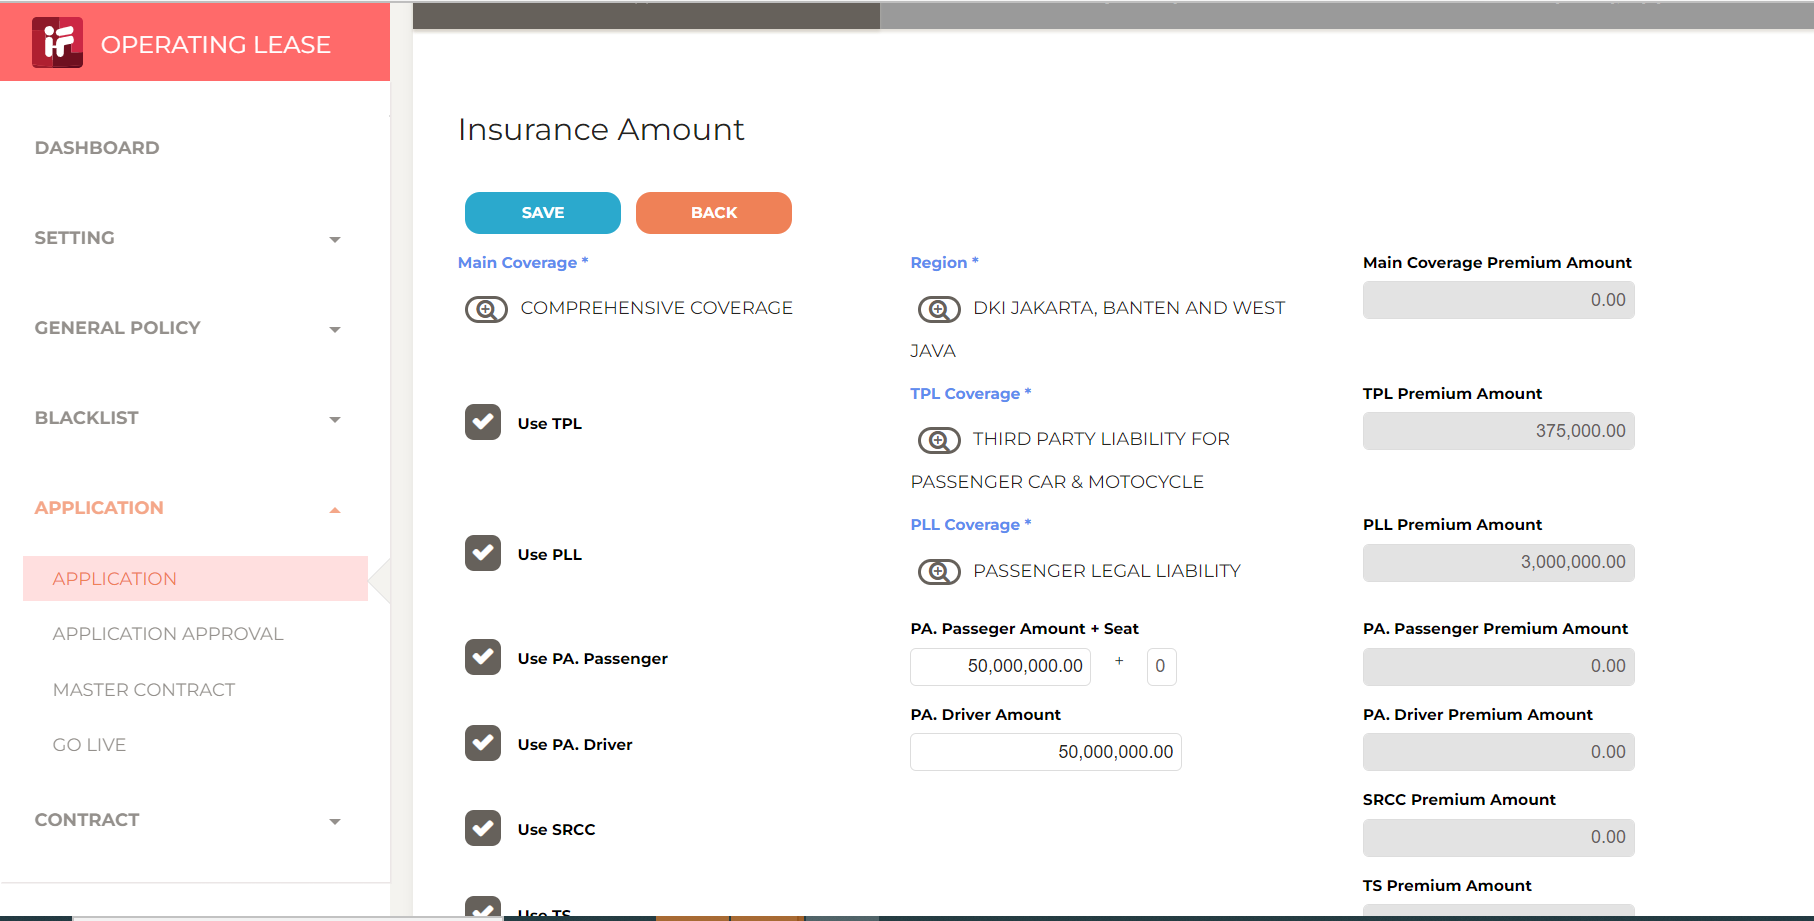 iF OPERATING LEASE
DASHBOARD
SETTING
GENERAL POLICY
BLACKLIST
APPLICATION
APPLICATION
APPLICATION APPROVAL
MASTER CONTRACT
GO LIVE
CONTRACT
Insurance Amount
SAVE BACK
Main Coverage * Region * Main Coverage Premium Amount
COMPREHENSIVE COVERAGE DKI JAKARTA, BANTEN AND WEST 0.00
JAVA
TPL Coverage * TPL Premium Amount
Use TPL THIRD PARTY LIABILITY FOR 375,000.00
PASSENGER CAR & MOTOCYCLE
PLL Coverage * PLL Premium Amount
Use PLL PASSENGER LEGAL LIABILITY 3,000,000.00
PA. Passeger Amount + Seat PA. Passenger Premium Amount
Use PA. Passenger 50,000,000.00 + 0 0.00
PA. Driver Amount PA. Driver Premium Amount
Use PA. Driver 50,000,000.00 0.00
SRCC Premium Amount
Use SRCC 0.00
TS Premium Amount
Use TS